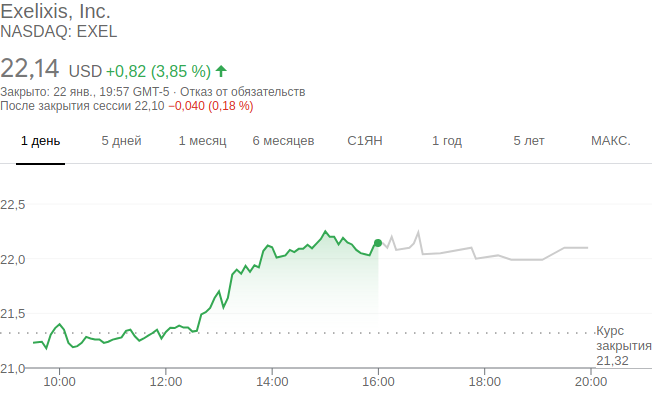 Exelixis, Inc.
NASDAQ: EXEL
22,14 USD +0,82 (3,85 %)
Закрыто: 22 янв., 19:57 GMT-5 · Отказ от обязательств
После закрытия сессии 22,10 −0,040 (0,18 %)
1 день 5 дней 1 месяц 6 месяцев С1ЯН 1 год 5 лет МАКС.
22,5
22,0
21,5
Курс
закрытия
21,32
21,0
10:00 12:00 14:00 16:00 18:00 20:00